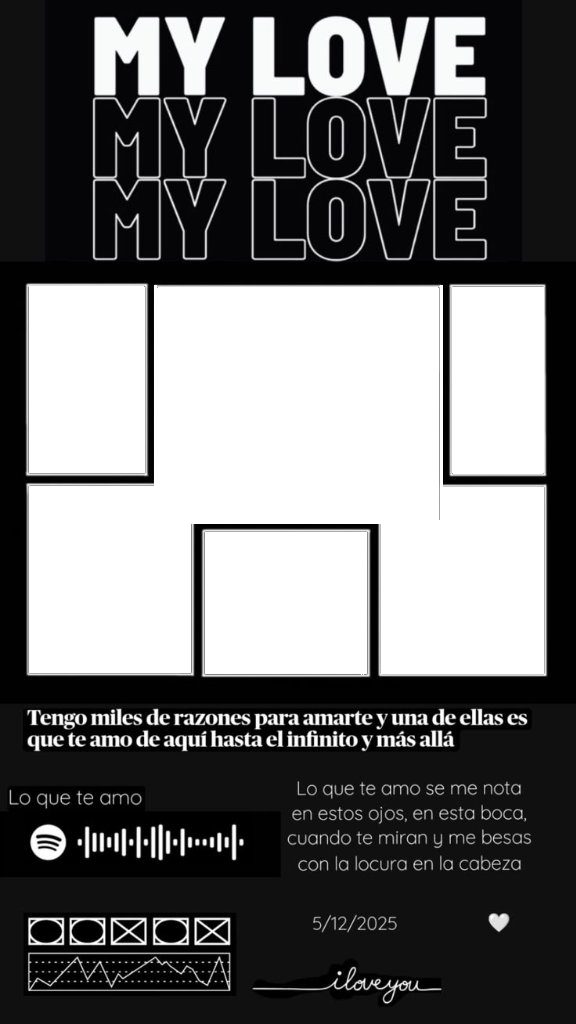 MY LOVE
MY LOVE
MY LOVE
Tengo miles de razones para amarte y una de ellas es
que te amo de aquí hasta el infinito y más allá
Lo que te amo
Lo que te amo se me nota
en estos ojos, en esta boca,
cuando te miran y me besas
con la locura en la cabeza
5/12/2025
i love you